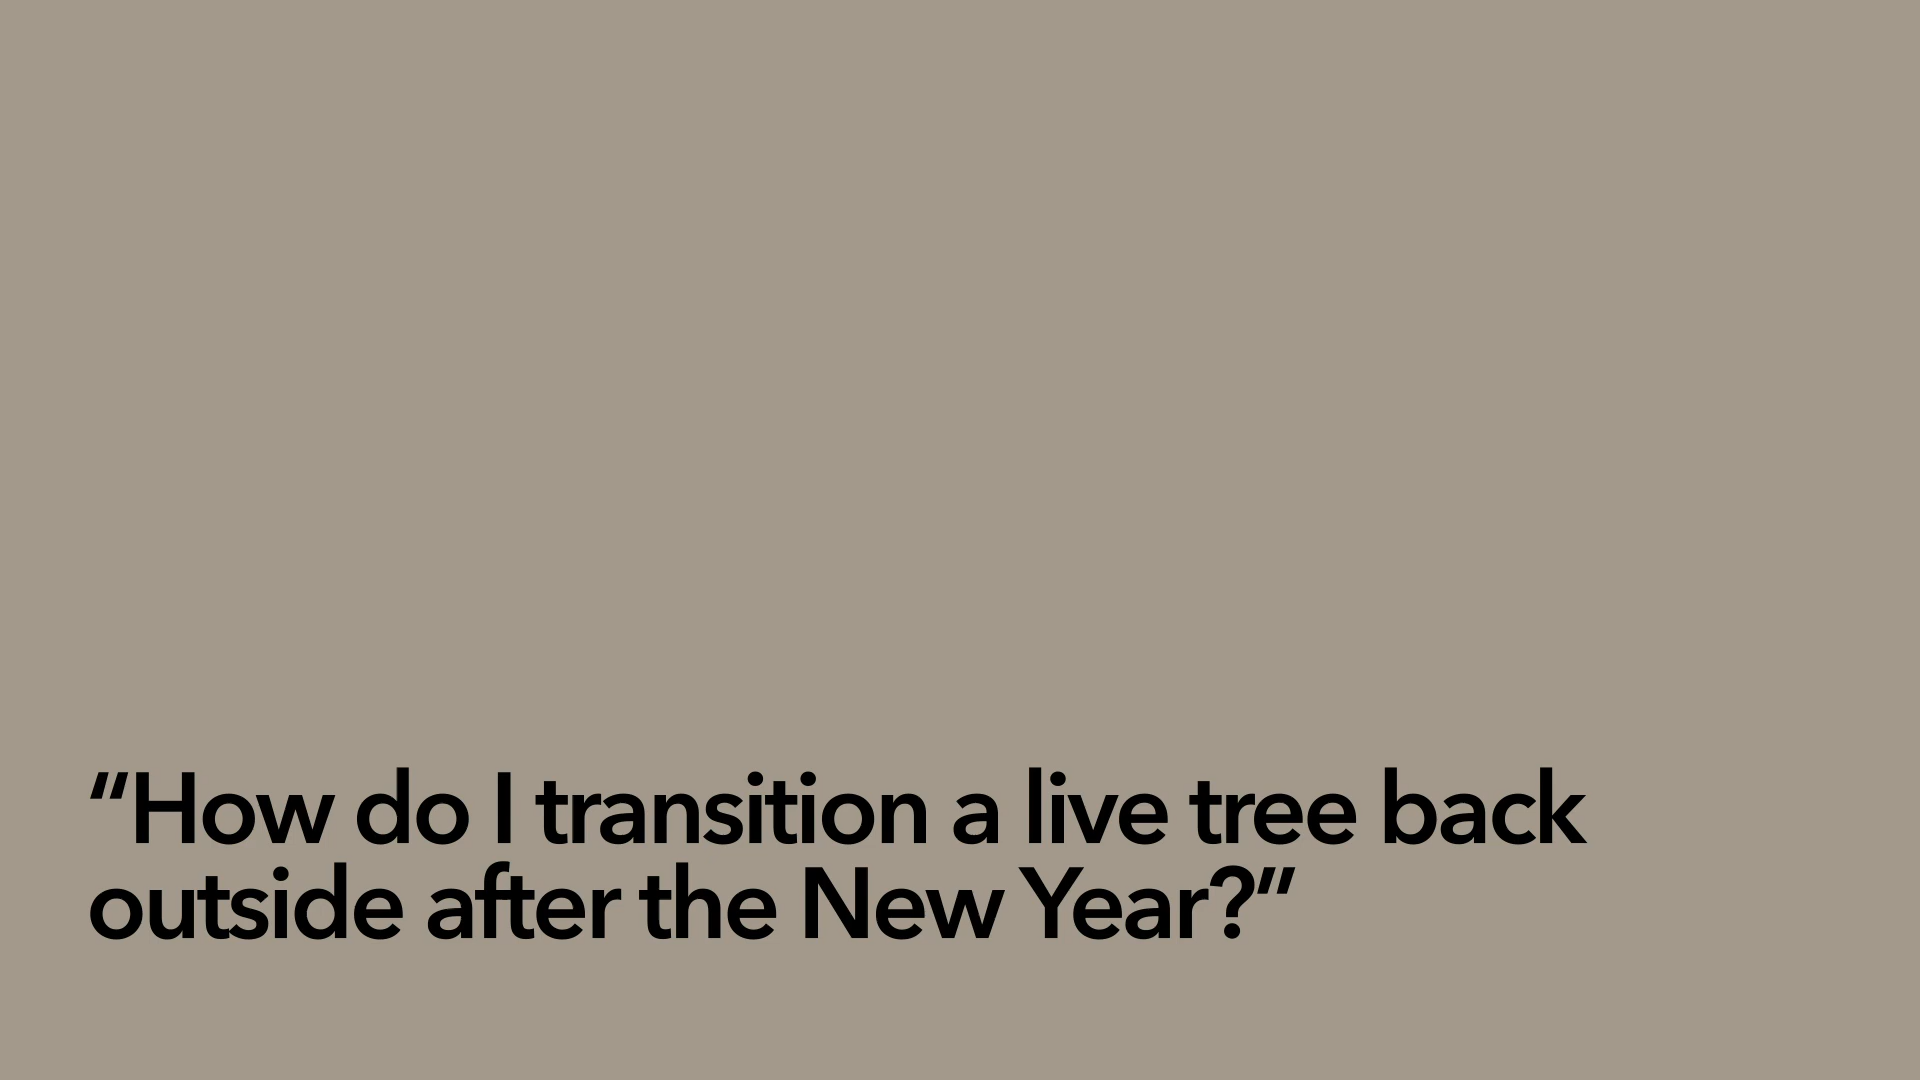 “How do I transition a live tree back
outside after the New Year?”